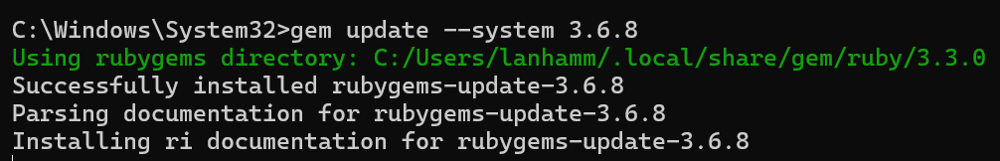 C:\Windows\System32>gem update --system 3.6.8
Using rubygems directory: C:/Users/lanhamm/.local/share/gem/ruby/3.3.0
Successfully installed rubygems-update-3.6.8
Parsing documentation for rubygems-update-3.6.8
Installing ri documentation for rubygems-update-3.6.8